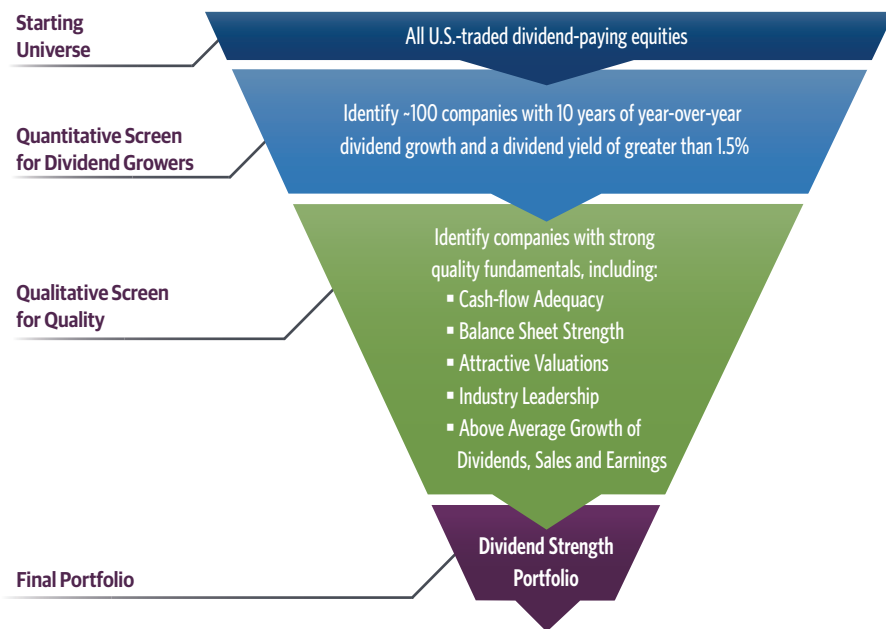 Starting
Universe
All U.S.-traded dividend-paying equities
Quantitative Screen
for Dividend Growers
Identify ~100 companies with 10 years of year-over-year
dividend growth and a dividend yield of greater than 1.5%
Qualitative Screen
for Quality
Identify companies with strong
quality fundamentals, including:
▪ Cash-flow Adequacy
▪ Balance Sheet Strength
▪ Attractive Valuations
▪ Industry Leadership
▪ Above Average Growth of
Dividends, Sales and Earnings
Final Portfolio
Dividend Strength
Portfolio